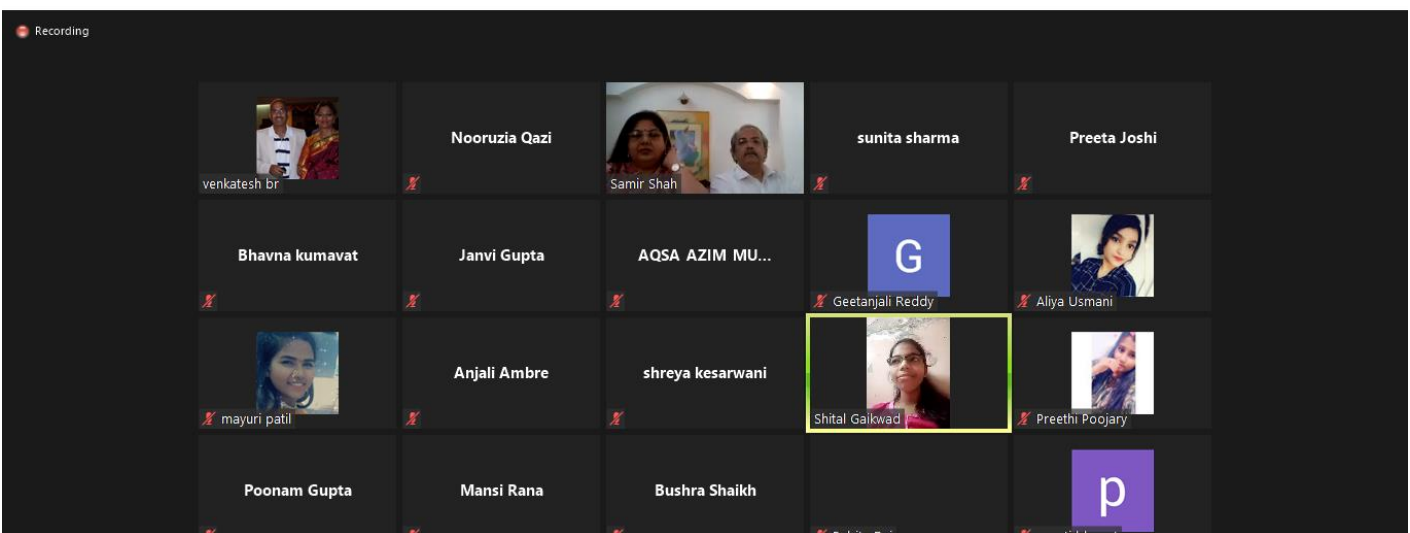 Recording
venkatesh br
Nooruzia Qazi
Samir Shah
sunita sharma
Preeta Joshi
Bhavna kumavat
Janvi Gupta
AQSA AZIM MU...
G
Geetanjali Reddy
Aliya Usmani
mayuri patil
Anjali Ambre
shreya kesarwani
Shital Gaikwad
Preethi Poojary
Poonam Gupta
Mansi Rana
Bushra Shaikh
p